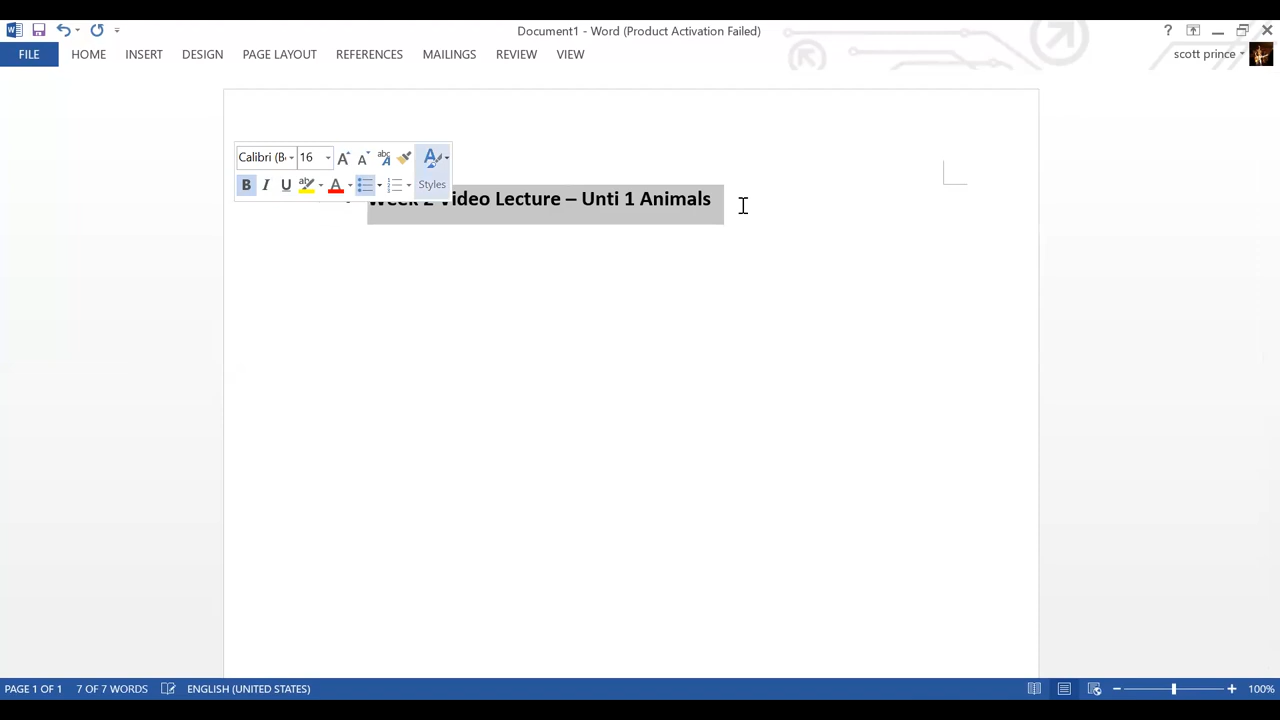 Document1 - Word (Product Activation Failed)
?
FILE HOME INSERT DESIGN PAGE LAYOUT REFERENCES MAILINGS REVIEW VIEW
scott prince
Calibri (B
16
A A abc A A
B I U ab A Styles
Week 2 Video Lecture – Unti 1 Animals
PAGE 1 OF 1 7 OF 7 WORDS ENGLISH (UNITED STATES) 100%